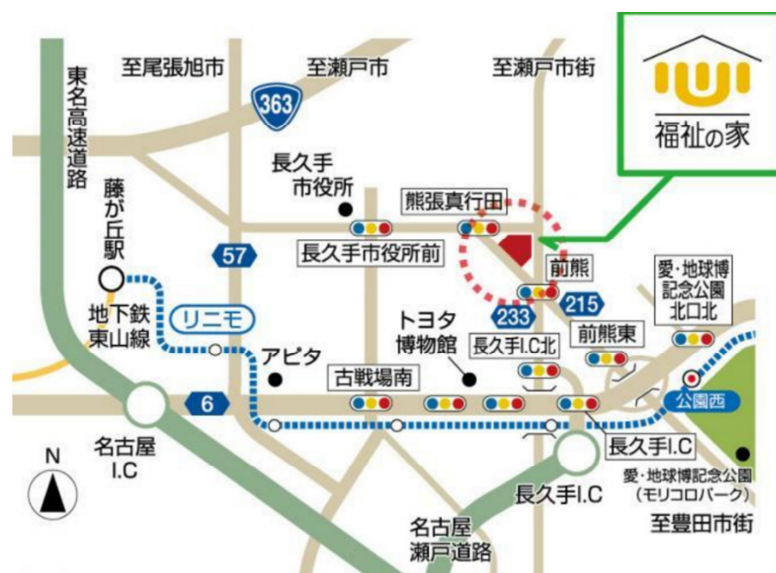 至尾張旭市
至瀬戸市
至瀬戸市街
363
福祉の家
東名高速道路
藤が丘駅
長久手
市役所
熊張真行田
長久手市役所前
57
前熊
愛・地球博
記念公園
北口北
地下鉄
東山線
リニモ
233
215
トヨタ
博物館
前熊東
長久手I.C北
アピタ
古戦場南
6
公園西
名古屋
I.C
長久手I.C
N
長久手I.C
愛・地球博記念公園
（モリコロパーク）
至豊田市街
名古屋
瀬戸道路